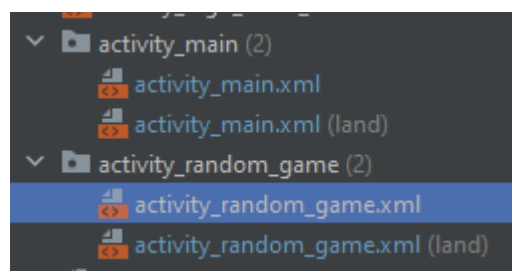 activity_main (2)
activity_main.xml
activity_main.xml (land)
activity_random_game (2)
activity_random_game.xml
activity_random_game.xml (land)